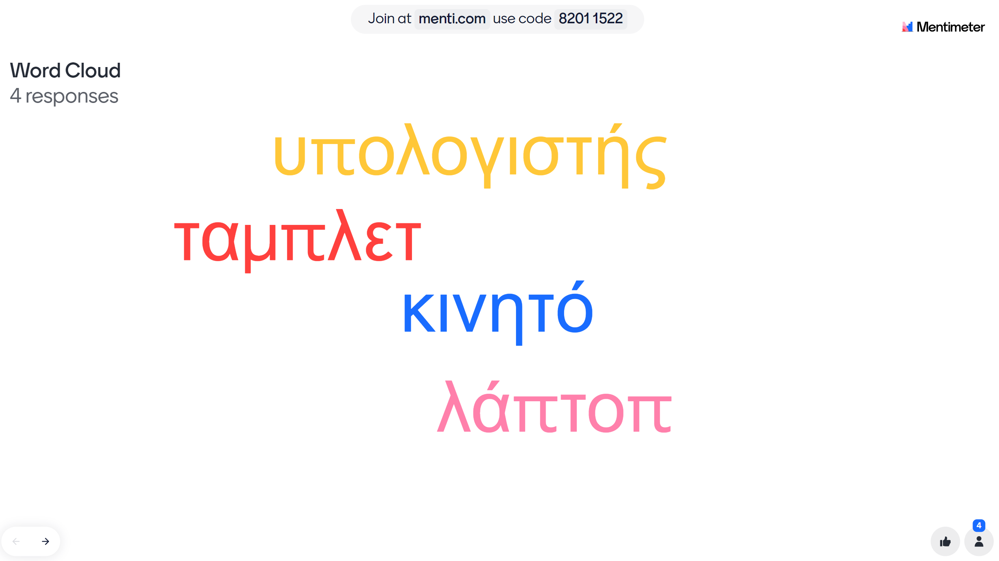 Join at menti.com use code 8201 1522
Mentimeter
Word Cloud
4 responses
υπολογιστής
ταμπλετ
κινητό
λάπτοπ
4